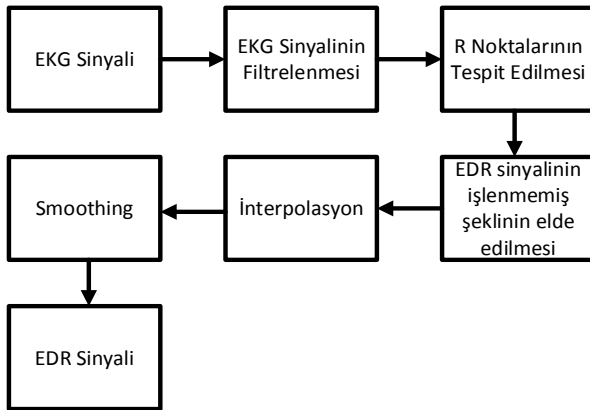 EKG Sinyali
EKG Sinyalinin
Filtrelenmesi
R Noktalarının
Tespit Edilmesi
EDR sinyalinin
işlenmemiş
şeklinin elde
edilmesi
İnterpolasyon
Smoothing
EDR Sinyali